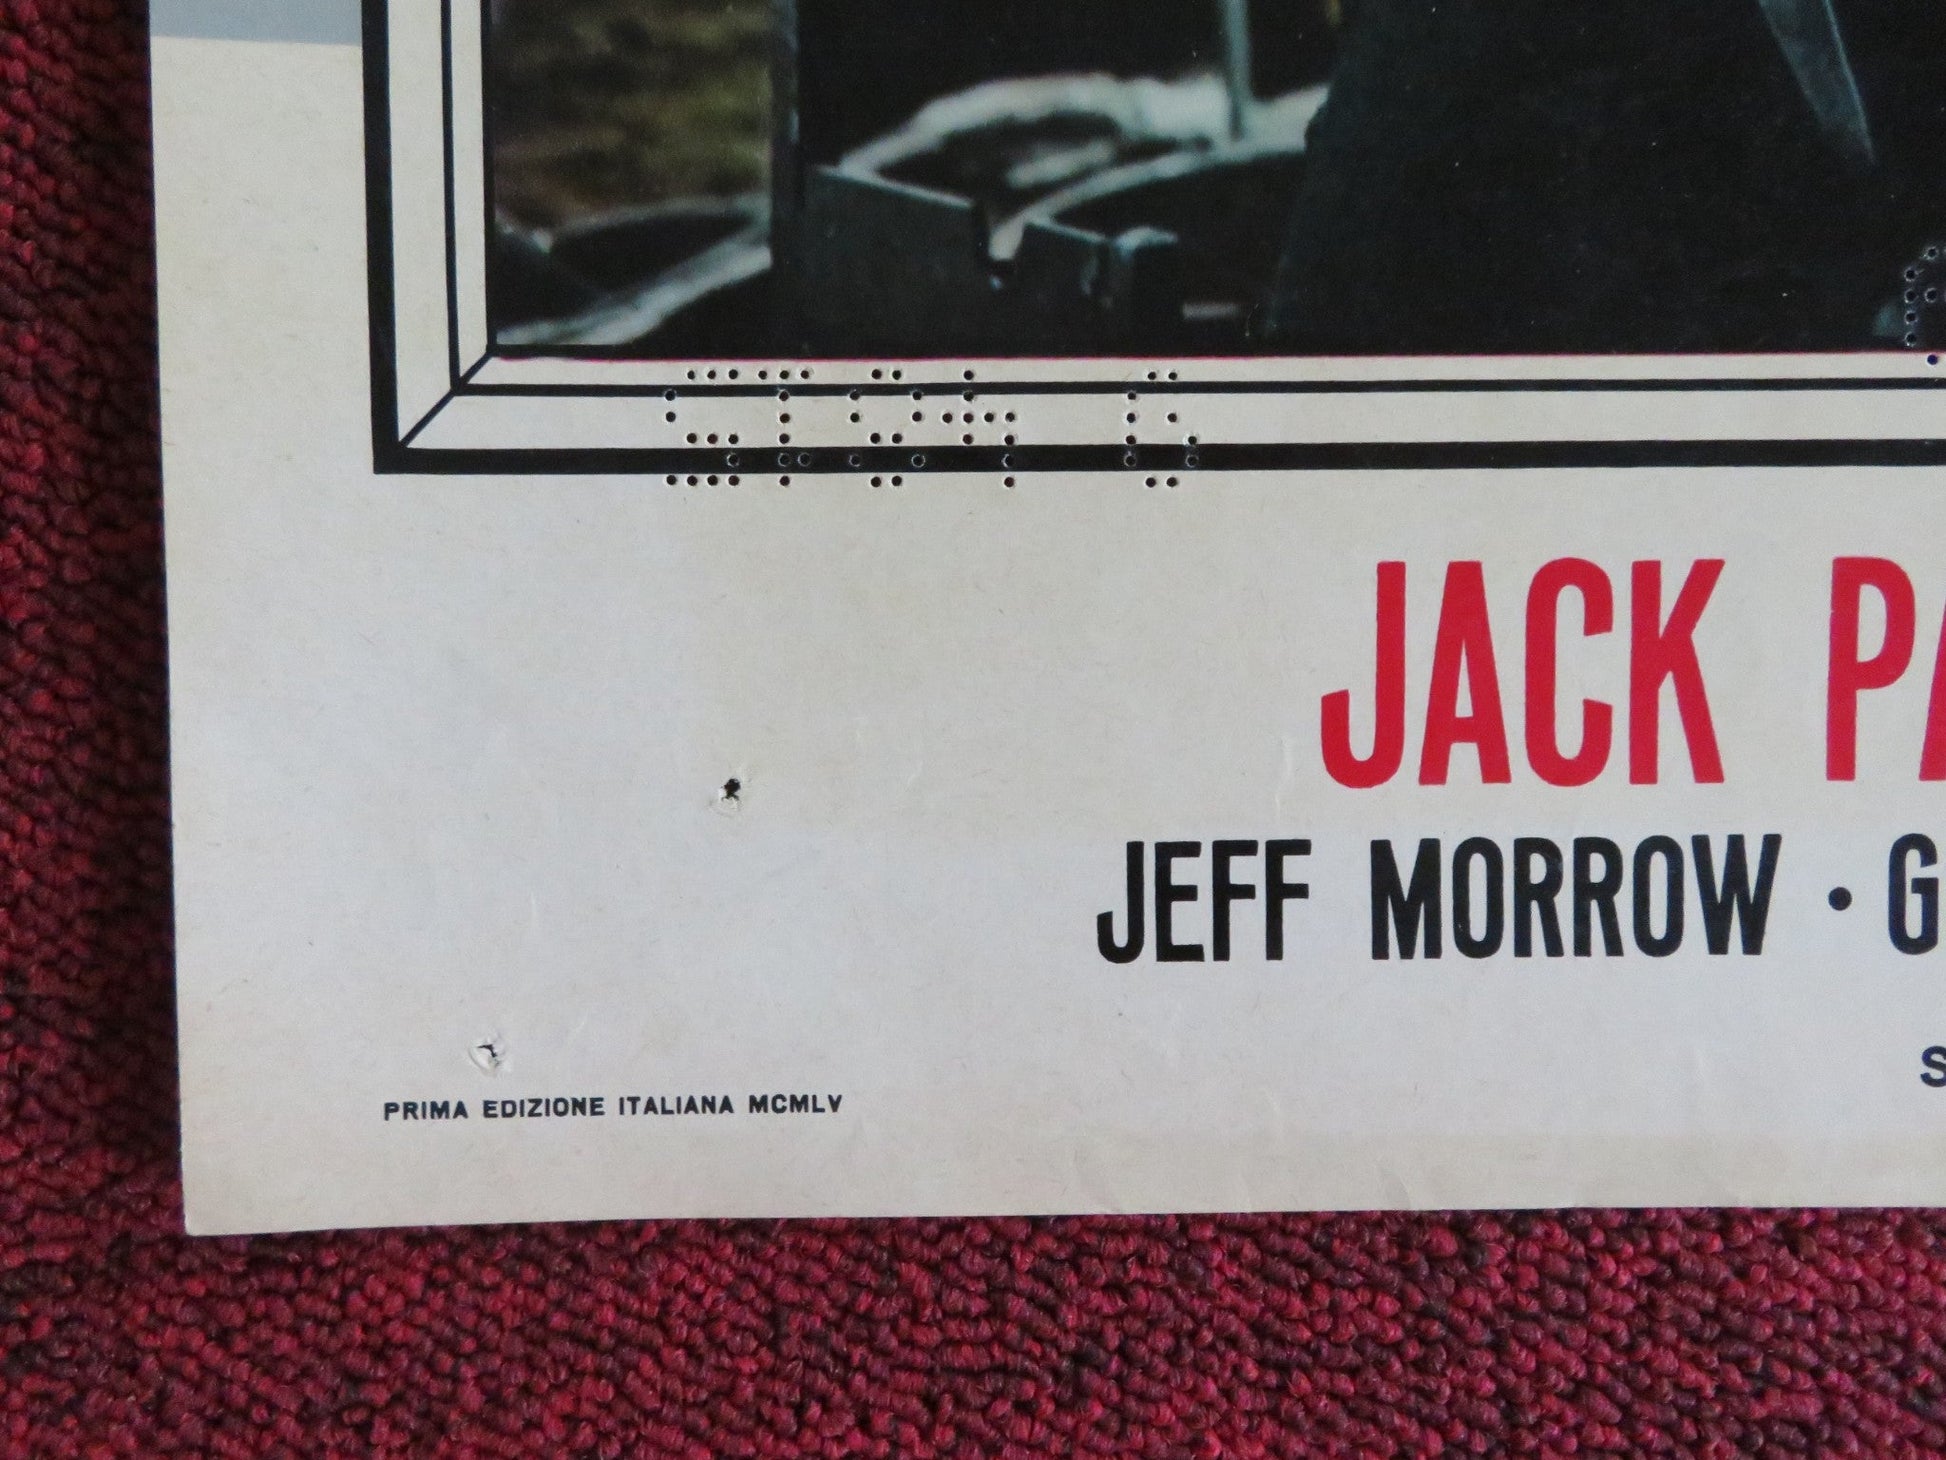 JACK PA
JEFF MORROW · G
S
PRIMA EDIZIONE ITALIANA MCMLV